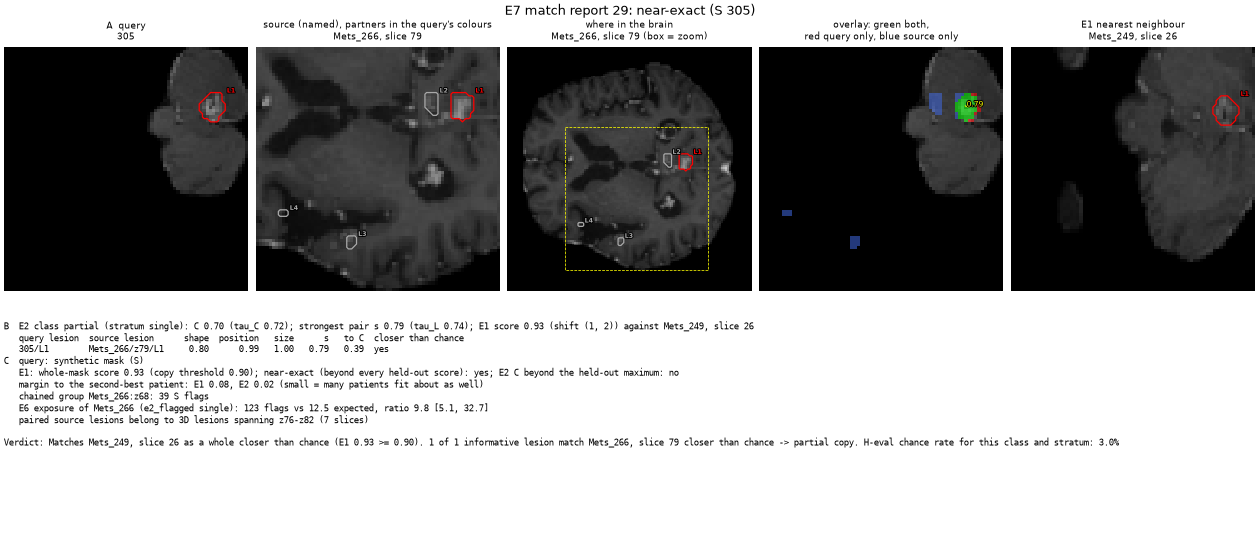 E7 match report 29: near-exact (S 305)
A  query
305
source (named), partners in the query's colours
Mets_266, slice 79
where in the brain
Mets_266, slice 79 (box = zoom)
overlay: green both,
red query only, blue source only
E1 nearest neighbour
Mets_249, slice 26
L1
L2
L1
L4
L3
L2
L1
L4
L3
0.79
L1
B  E2 class partial (stratum single): C 0.70 (tau_C 0.72); strongest pair s 0.79 (tau_L 0.74); E1 score 0.93 (shift (1, 2)) against Mets_249, slice 26
query lesion  source lesion  shape  position  size  s  to C  closer than chance
305/L1  Mets_266/z79/L1  0.80  0.99  1.00  0.79  0.39  yes
C  query: synthetic mask (S)
E1: whole-mask score 0.93 (copy threshold 0.90); near-exact (beyond every held-out score): yes; E2 C beyond the held-out maximum: no
margin to the second-best patient: E1 0.08, E2 0.02 (small = many patients fit about as well)
chained group Mets_266:z68: 39 S flags
E6 exposure of Mets_266 (e2_flagged single): 123 flags vs 12.5 expected, ratio 9.8 [5.1, 32.7]
paired source lesions belong to 3D lesions spanning z76-z82 (7 slices)
Verdict: Matches Mets_249, slice 26 as a whole closer than chance (E1 0.93 >= 0.90). 1 of 1 informative lesion match Mets_266, slice 79 closer than chance -> partial copy. H-eval chance rate for this class and stratum: 3.0%